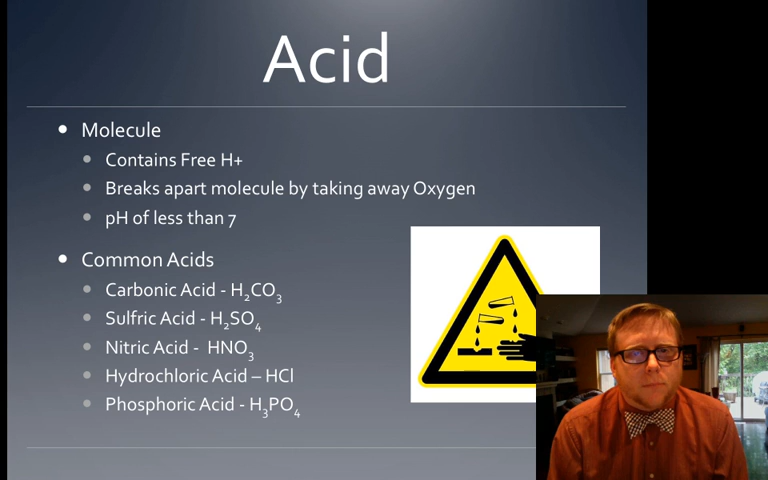 Acid
Molecule
Contains Free H+
Breaks apart molecule by taking away Oxygen
pH of less than 7
Common Acids
Carbonic Acid - H₂CO₃
Sulfric Acid - H₂SO₄
Nitric Acid - HNO₃
Hydrochloric Acid – HCl
Phosphoric Acid - H₃PO₄